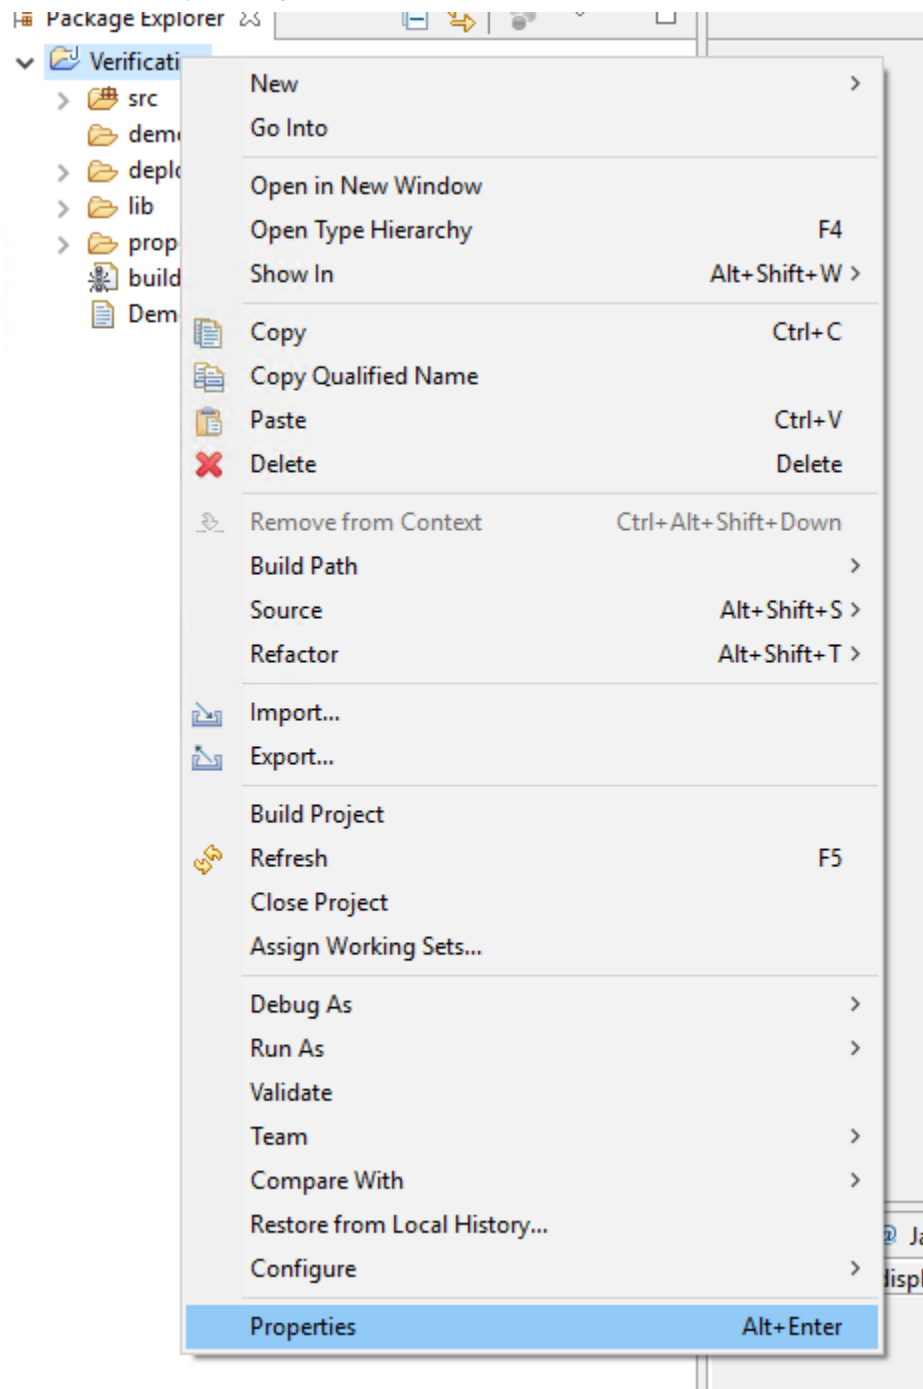 Package Explorer
Verificati
src
dem
deplo
lib
prop
build
Dem
New
Go Into
Open in New Window
Open Type Hierarchy F4
Show In Alt+Shift+W
Copy Ctrl+C
Copy Qualified Name
Paste Ctrl+V
Delete Delete
Remove from Context Ctrl+Alt+Shift+Down
Build Path
Source Alt+Shift+S
Refactor Alt+Shift+T
Import...
Export...
Build Project
Refresh F5
Close Project
Assign Working Sets...
Debug As
Run As
Validate
Team
Compare With
Restore from Local History...
Configure
Properties Alt+Enter
@ Ja
displ